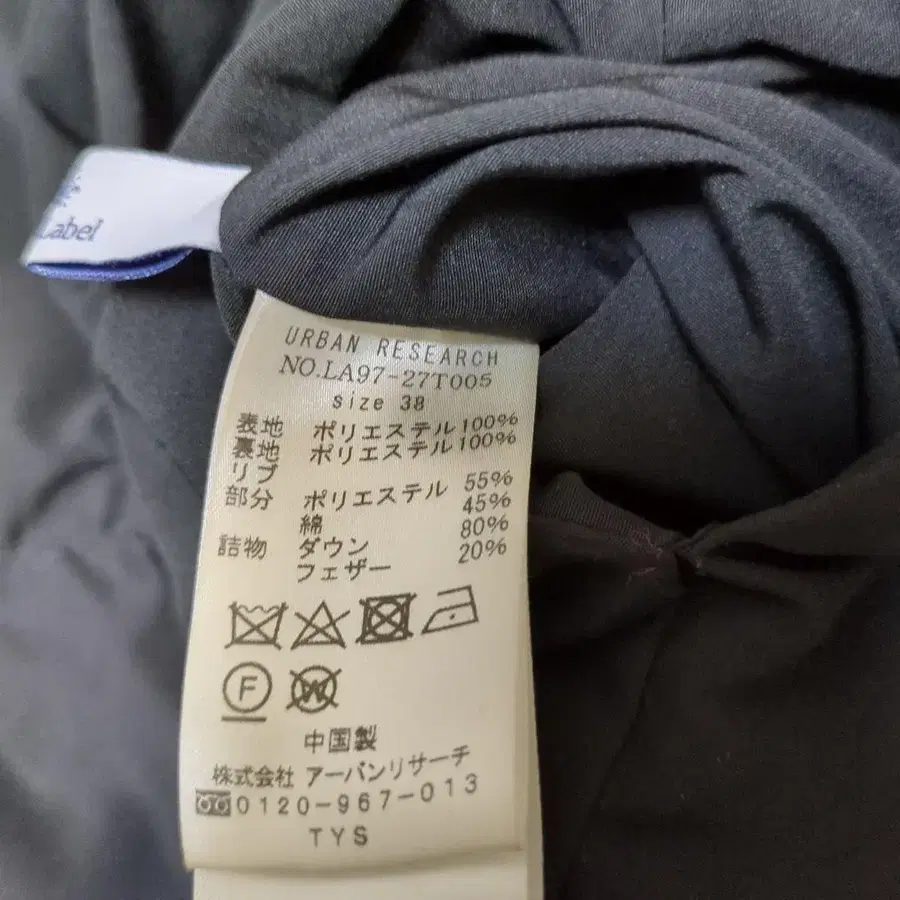 Label
URBAN RESEARCH
NO.LA97-27T005
size 38
表地 ポリエステル100%
裏地 ポリエステル100%
リブ
部分 ポリエステル 55%
綿 45%
詰物 ダウン 80%
フェザー 20%
F
W
中国製
株式会社 アーバンリサーチ
0120-967-013
TYS